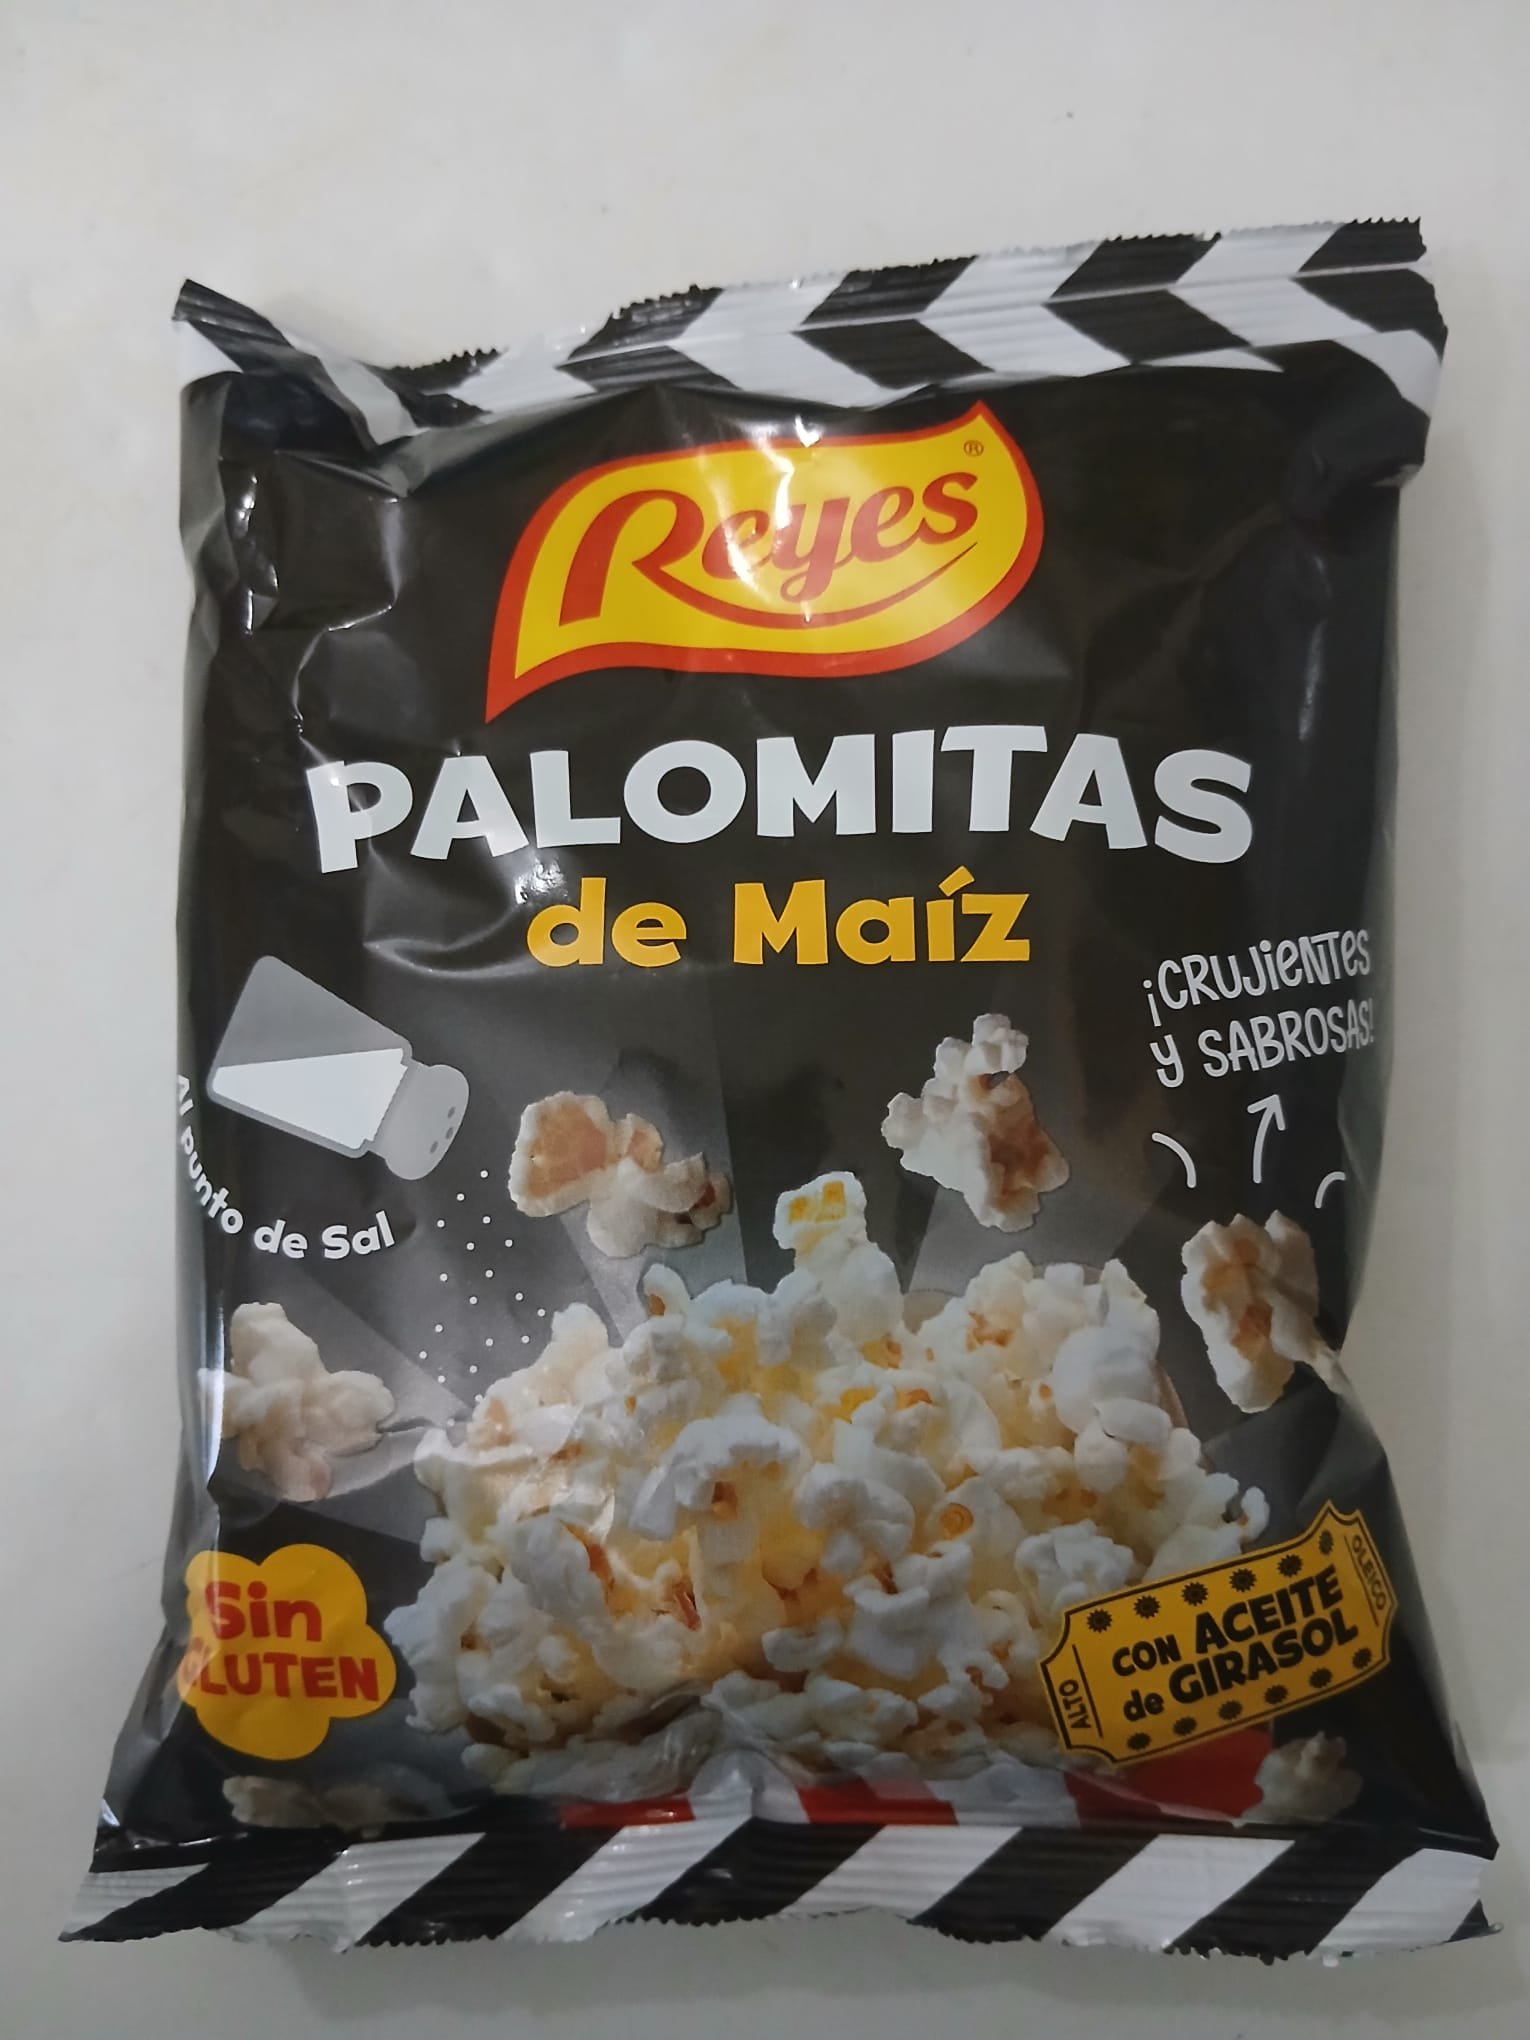 Reyes®
PALOMITAS
de Maíz
¡CRUJieNTes
y SABROSAS!
Al punto de Sal
Sin
GLUTEN
ALTO
CON ACEITE
de GIRASOL
OLEICO